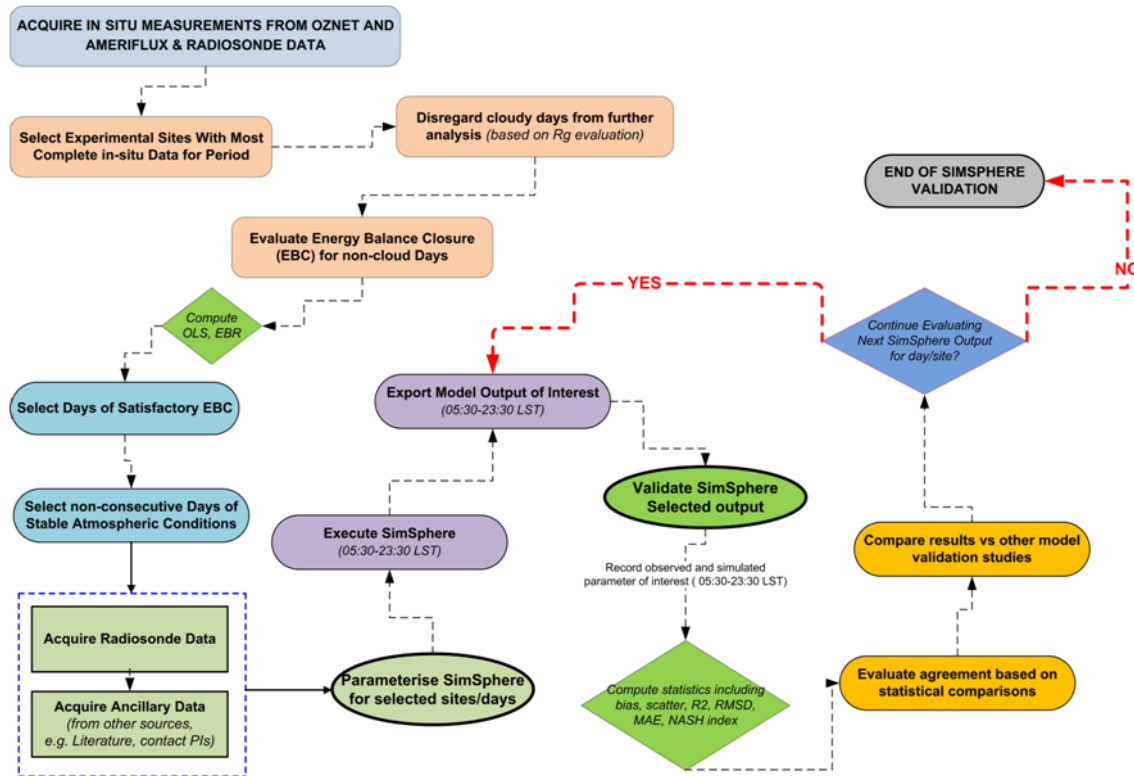 ACQUIRE IN SITU MEASUREMENTS FROM OZNET AND
AMERIFLUX & RADIOSONDE DATA
Select Experimental Sites With Most
Complete in-situ Data for Period
Disregard cloudy days from further
analysis (based on Rg evaluation)
Evaluate Energy Balance Closure
(EBC) for non-cloud Days
Compute
OLS, EBR
Select Days of Satisfactory EBC
Select non-consecutive Days of
Stable Atmospheric Conditions
Acquire Radiosonde Data
Acquire Ancillary Data
(from other sources,
e.g. Literature, contact PIs)
Parameterise SimSphere
for selected sites/days
Execute SimSphere
(05:30-23:30 LST)
Export Model Output of Interest
(05:30-23:30 LST)
Validate SimSphere
Selected output
Record observed and simulated
parameter of interest ( 05:30-23:30 LST)
Compute statistics including
bias, scatter, R2, RMSD,
MAE, NASH index
Evaluate agreement based on
statistical comparisons
Compare results vs other model
validation studies
Continue Evaluating
Next SimSphere Output
for day/site?
YES
NO
END OF SIMSPHERE
VALIDATION